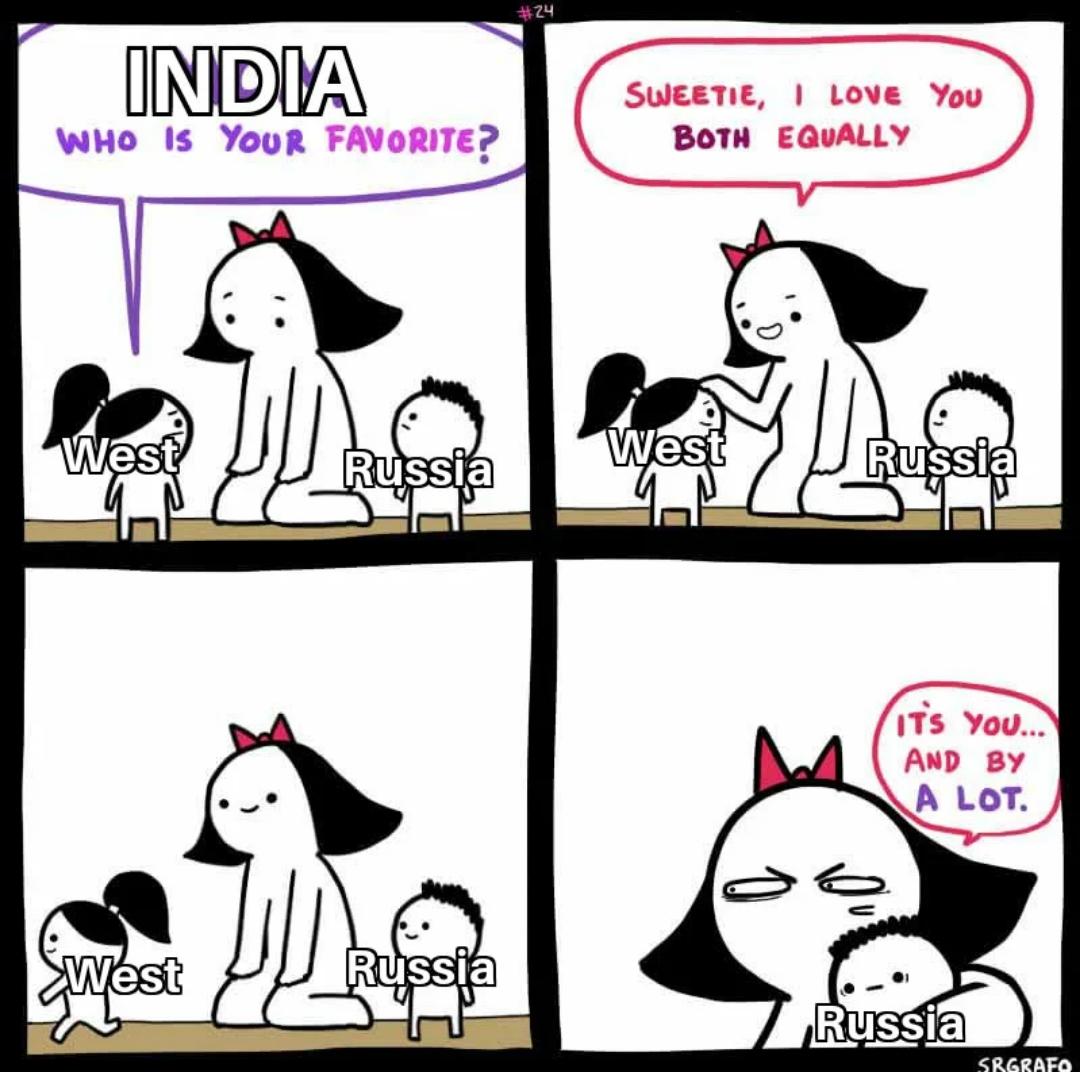 #24
INDIA
WHO IS YOUR FAVORITE?
West
Russia
SWEETIE, I LOVE YOU
BOTH EQUALLY
West
Russia
West
Russia
IT'S YOU...
AND BY
A LOT.
Russia
SRGRAFO